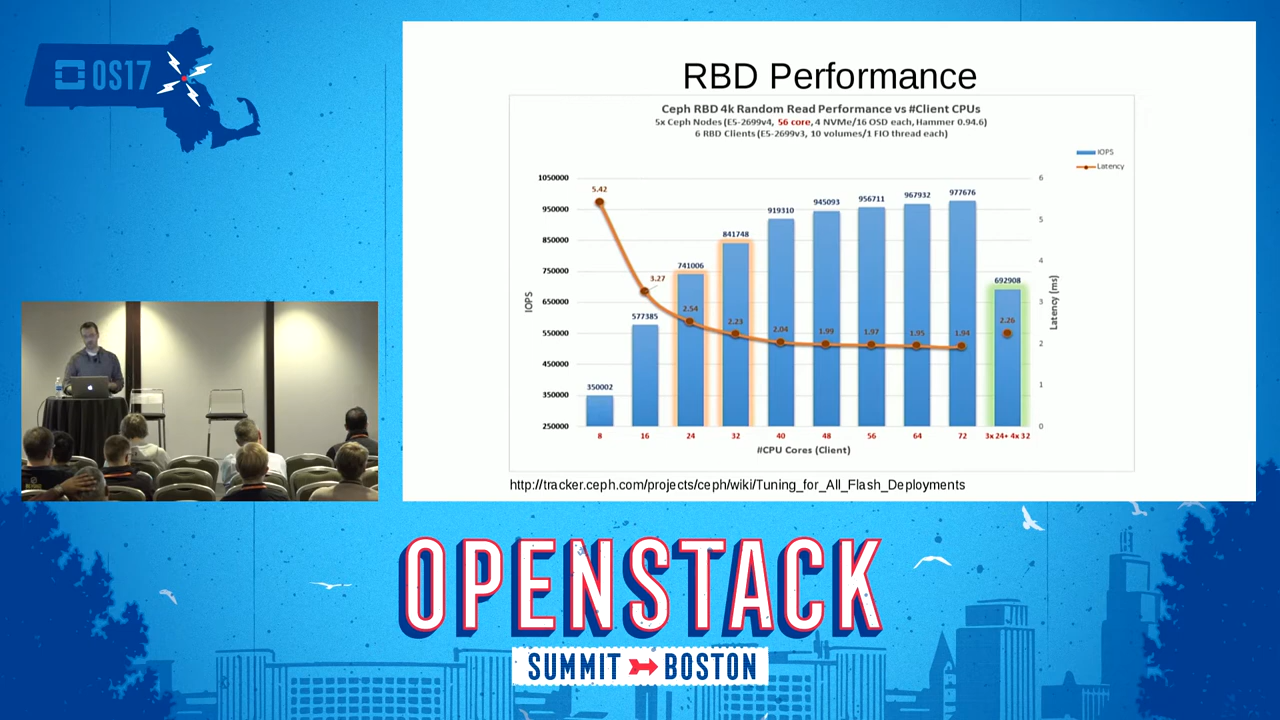 OS17
RBD Performance
Ceph RBD 4k Random Read Performance vs #Client CPUs
5x Ceph Nodes (E5-2699v4, 56 core, 4 NVMe/16 OSD each, Hammer 0.94.6)
6 RBD Clients (E5-2699v3, 10 volumes/1 FIO thread each)
IOPS
Latency
1050000
950000
850000
750000
650000
550000
450000
350000
250000
IOPS
5.42
3.27
2.54
2.23
2.04
1.99
1.97
1.95
1.94
2.26
350002
577385
741006
841748
919310
945093
956711
967932
977676
692908
6
5
4
3
2
1
0
Latency (ms)
8 16 24 32 40 48 56 64 72 3x 24+ 4x 32
#CPU Cores (Client)
http://tracker.ceph.com/projects/ceph/wiki/Tuning_for_All_Flash_Deployments
OPENSTACK
SUMMIT BOSTON